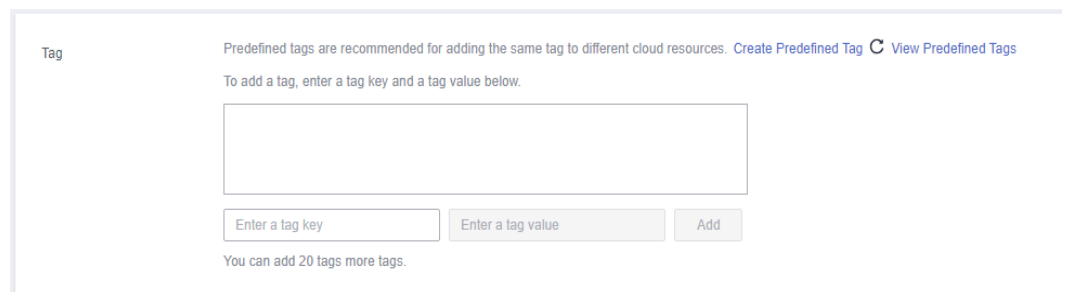 Tag
Predefined tags are recommended for adding the same tag to different cloud resources. Create Predefined Tag View Predefined Tags
To add a tag, enter a tag key and a tag value below.
Enter a tag key Enter a tag value Add
You can add 20 tags more tags.